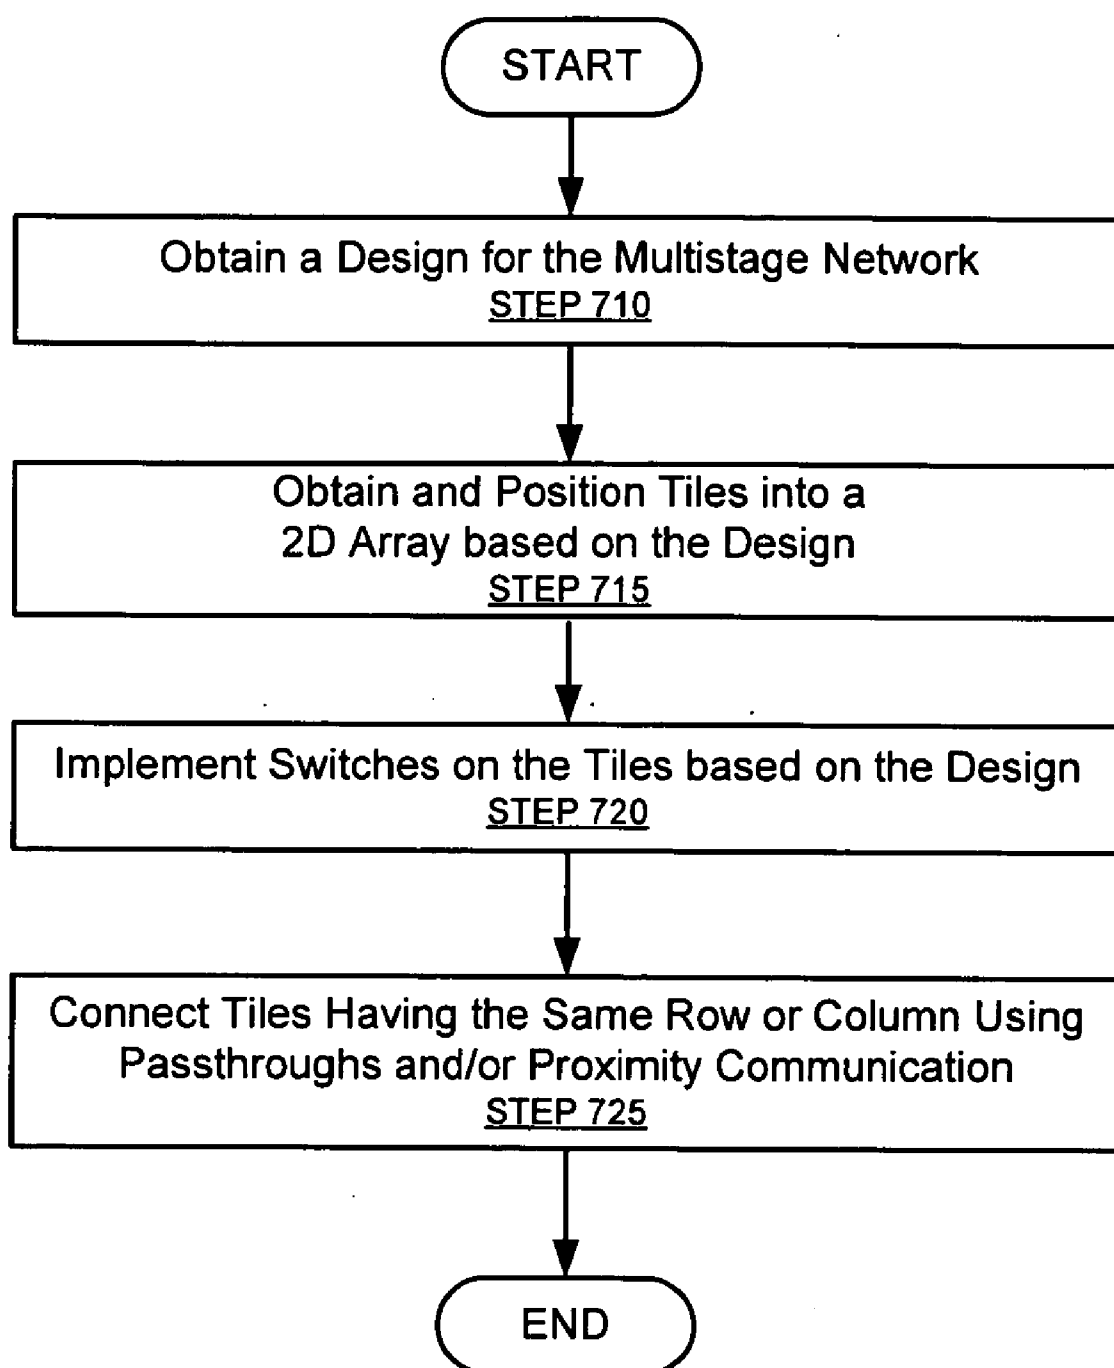 START
Obtain a Design for the Multistage Network
STEP 710
Obtain and Position Tiles into a
2D Array based on the Design
STEP 715
Implement Switches on the Tiles based on the Design
STEP 720
Connect Tiles Having the Same Row or Column Using
Passthroughs and/or Proximity Communication
STEP 725
END